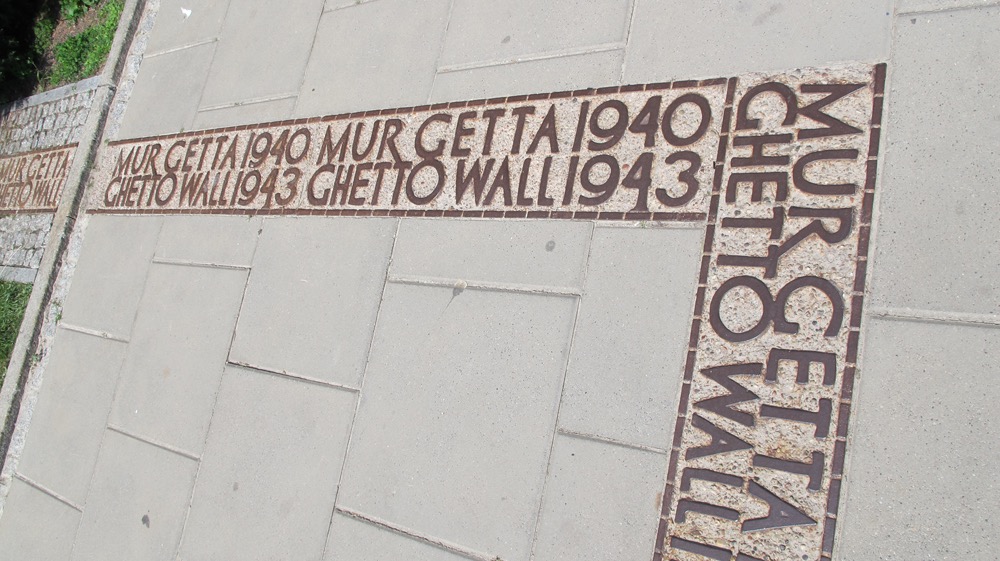 MUR GETTA
GHETTO WALL
MUR GETTA 1940 MUR GETTA 1940
GHETTO WALL 1943 GHETTO WALL 1943
MUR GETTA
GHETTO WALL